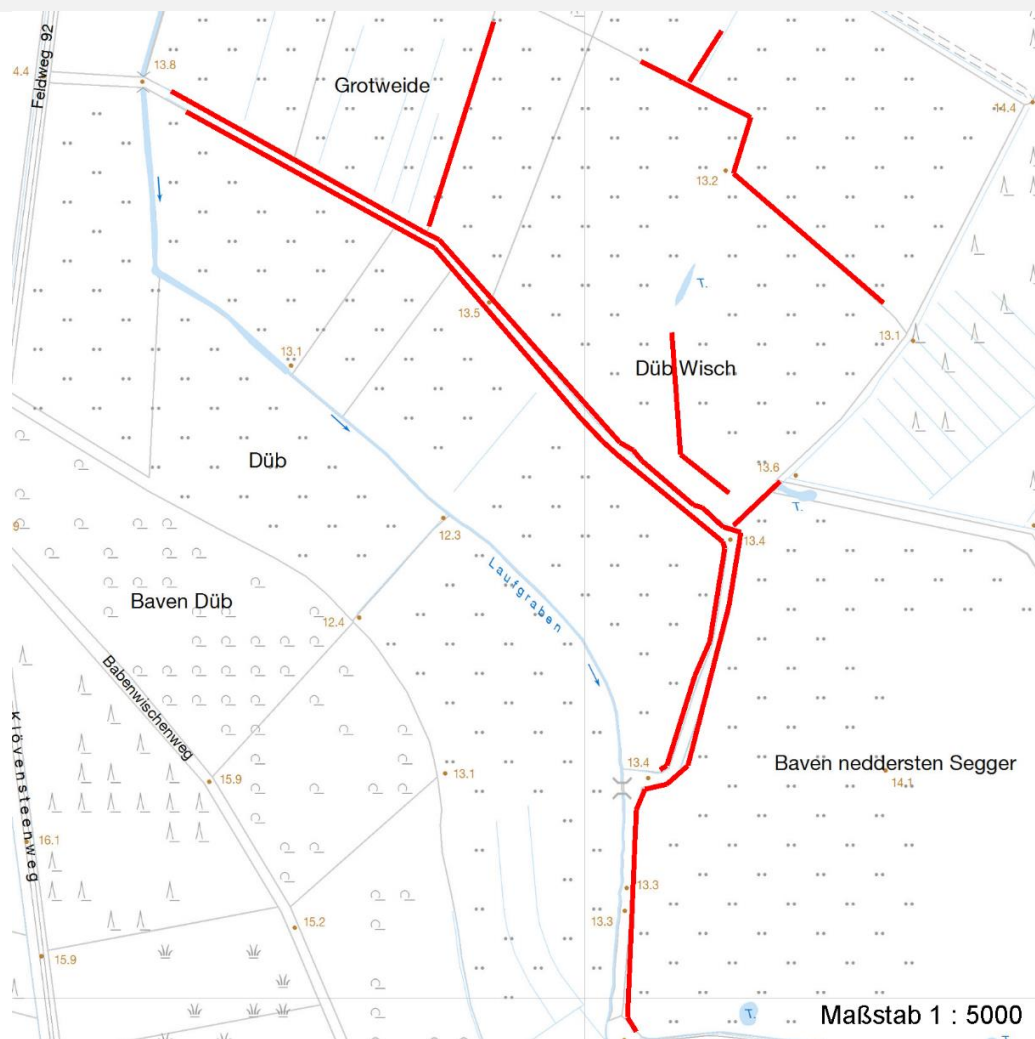 Feldweg 92
4.4
13.8
Grotweide
14.4
13.2
T.
13.5
13.1
13.1
Düb Wisch
Düb
13.6
T.
9
12.3
13.4
Laufgraben
Baven Düb
12.4
Babenwischenweg
Klövensteenweg
13.4
13.1
Baven neddersten Segger
14.1
15.9
16.1
13.3
13.3
15.2
15.9
T.
Maßstab 1 : 5000
T.